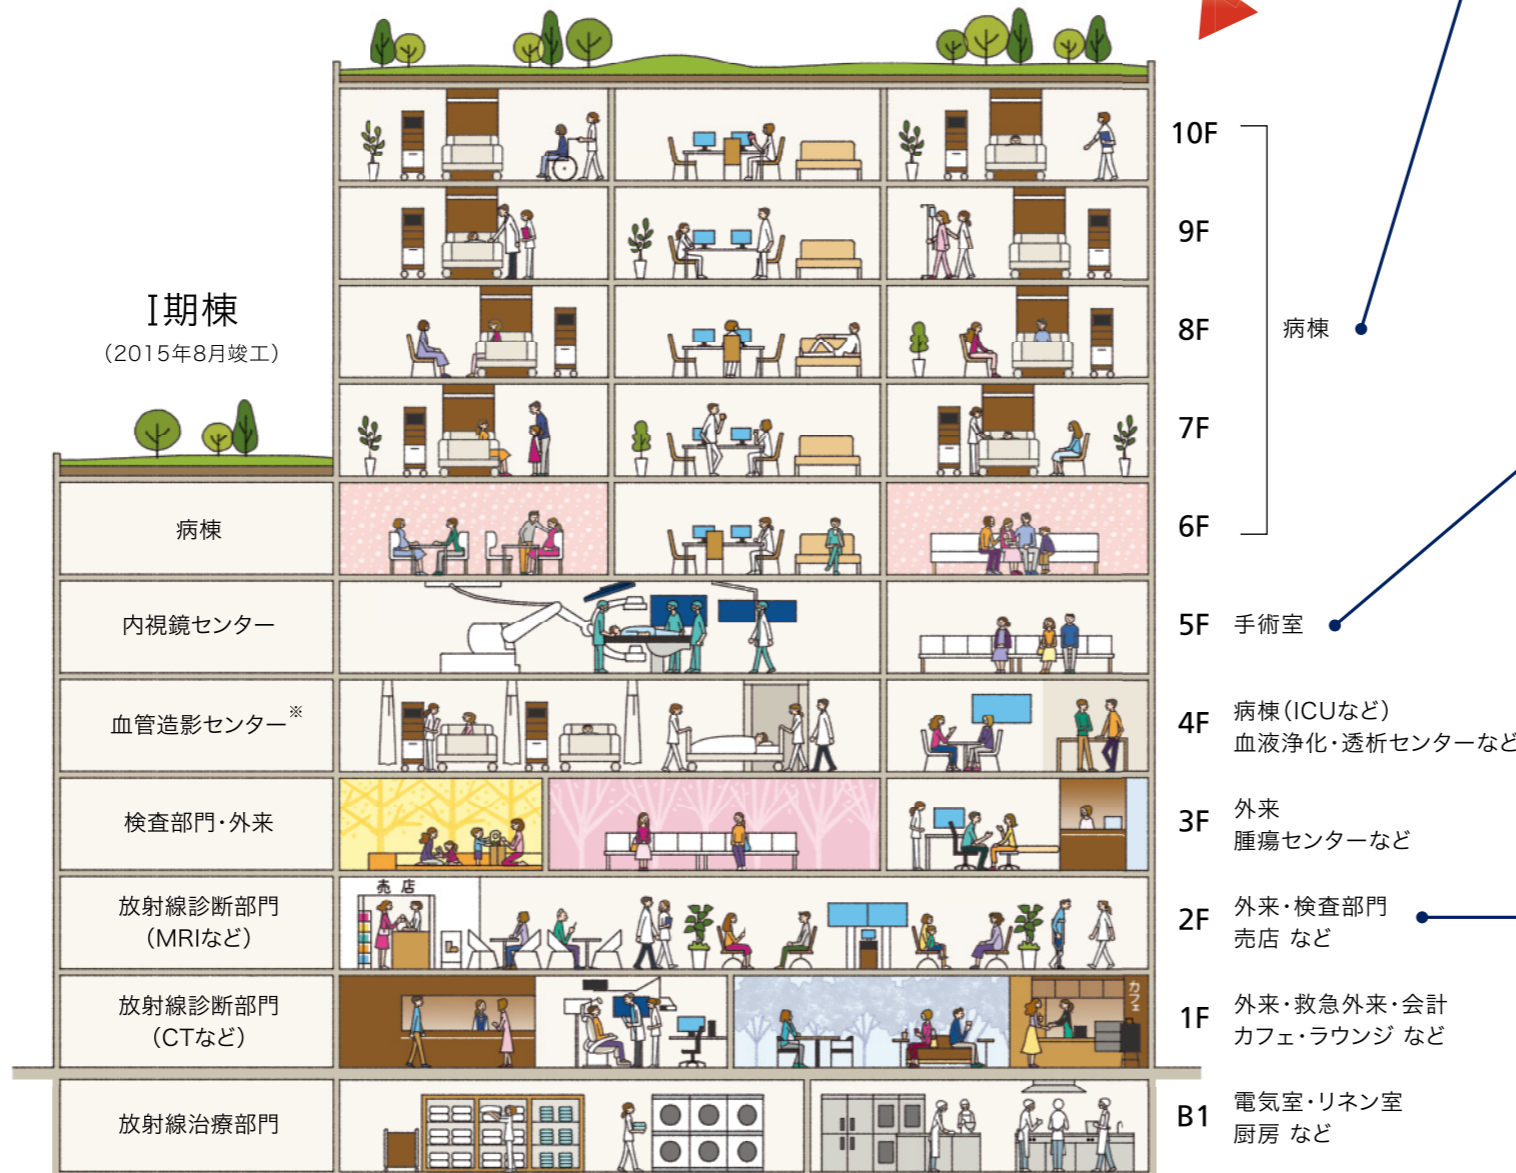 10F
9F
8F
病棟
Ⅰ期棟
(2015年8月竣工)
7F
病棟
6F
内視鏡センター
5F 手術室
血管造影センター※
4F 病棟(ICUなど)
血液浄化・透析センターなど
検査部門・外来
3F 外来
腫瘍センターなど
売店
放射線診断部門
(MRIなど)
2F 外来・検査部門
売店 など
放射線診断部門
(CTなど)
カフェ
1F 外来・救急外来・会計
カフェ・ラウンジ など
放射線治療部門
B1 電気室・リネン室
厨房 など